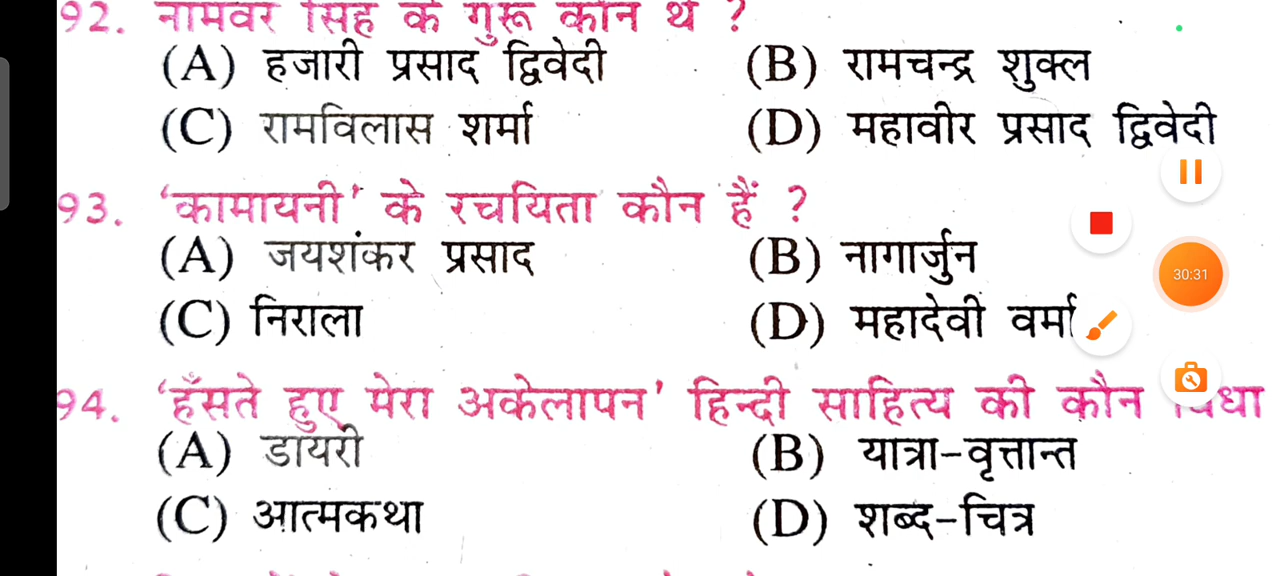 92. नामवर सिंह के गुरू कौन थे ?
(A) हजारी प्रसाद द्विवेदी (B) रामचन्द्र शुक्ल
(C) रामविलास शर्मा (D) महावीर प्रसाद द्विवेदी
93. 'कामायनी' के रचयिता कौन हैं ?
(A) जयशंकर प्रसाद (B) नागार्जुन
30:31
(C) निराला (D) महादेवी वर्मा
94. 'हँसते हुए मेरा अकेलापन' हिन्दी साहित्य की कौन विधा
(A) डायरी (B) यात्रा-वृत्तान्त
(C) आत्मकथा (D) शब्द-चित्र